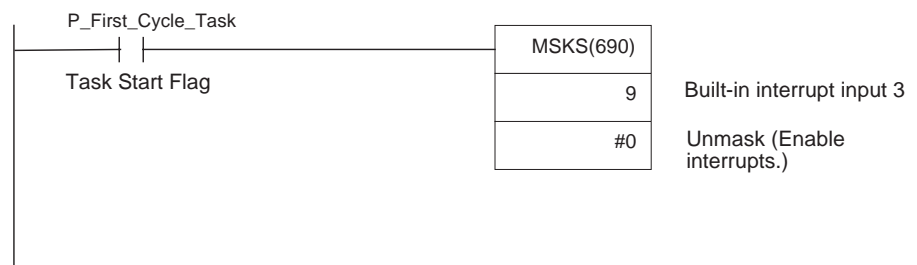 P_First_Cycle_Task
MSKS(690)
Task Start Flag
9
Built-in interrupt input 3
#0
Unmask (Enable
interrupts.)